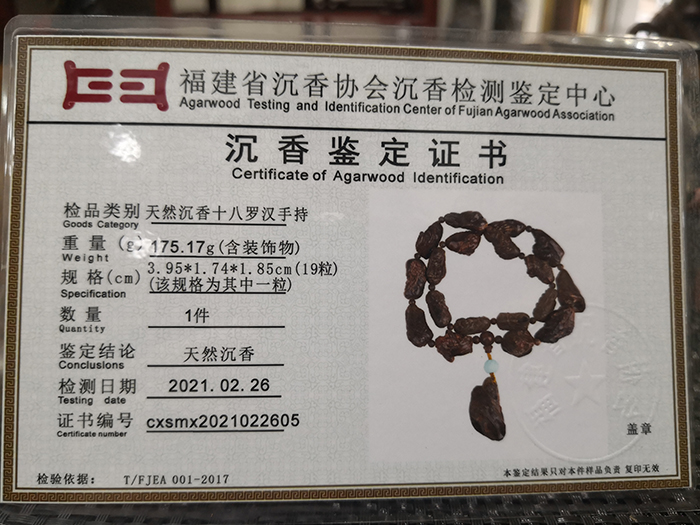 福建省沉香协会沉香检测鉴定中心
Agarwood Testing and Identification Center of Fujian Agarwood Association
沉香鉴定证书
Certificate of Agarwood Identification
检品类别 天然沉香十八罗汉手持
Goods Category
重量(g) 175.17g(含装饰物)
Weight
规格(cm) 3.95*1.74*1.85cm(19粒)
Specification (该规格为其中一粒)
数量 1件
Quantity
鉴定结论 天然沉香
Conclusions
检测日期 2021.02.26
Testing date
证书编号 cxsmx2021022605
Certificate number
盖章
检验依据: T/FJEA 001-2017
本鉴定结果只对本件样品负责 复印无效